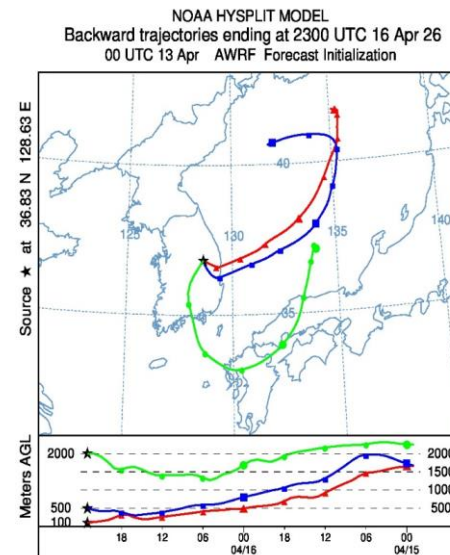 NOAA HYSPLIT MODEL
Backward trajectories ending at 2300 UTC 16 Apr 26
00 UTC 13 Apr AWRF Forecast Initialization
Source ★ at 36.83 N 128.63 E
40
125
130
135
140
35
Meters AGL
2000
500
100
2000
1500
1000
500
18 12 06 00 18 12 06 00
04/16 04/15